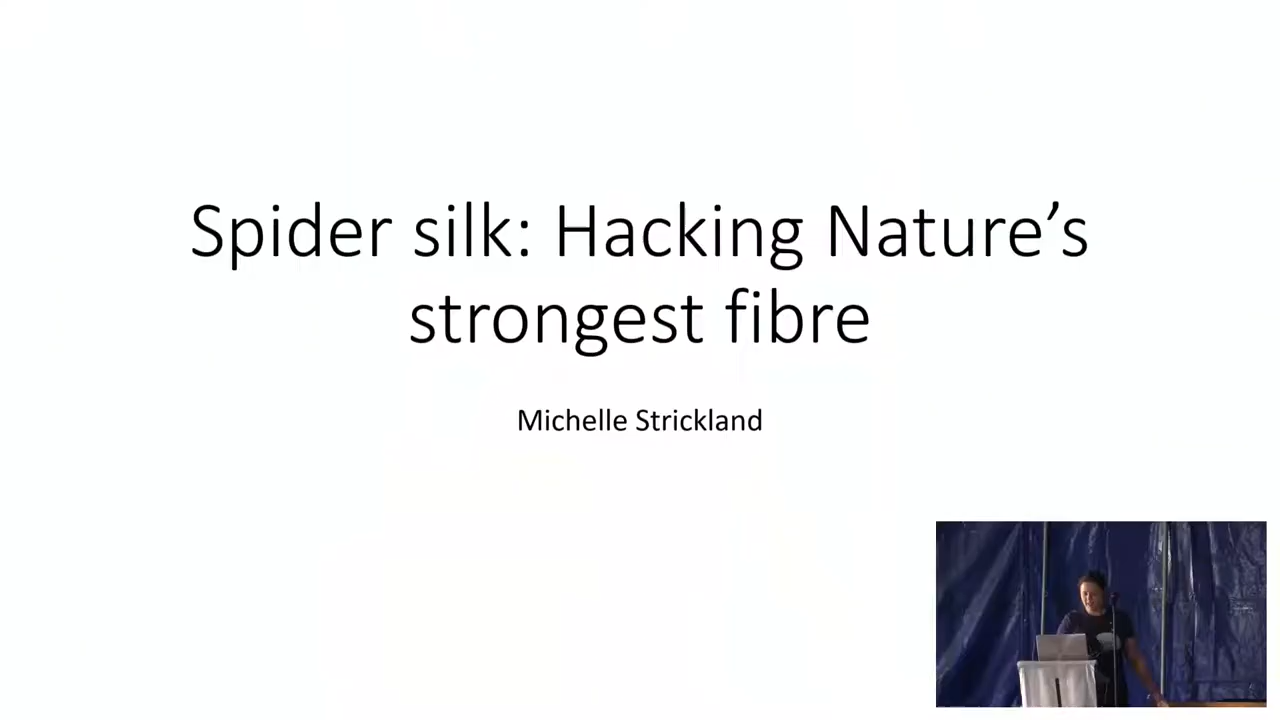 Spider silk: Hacking Nature’s
strongest fibre
Michelle Strickland